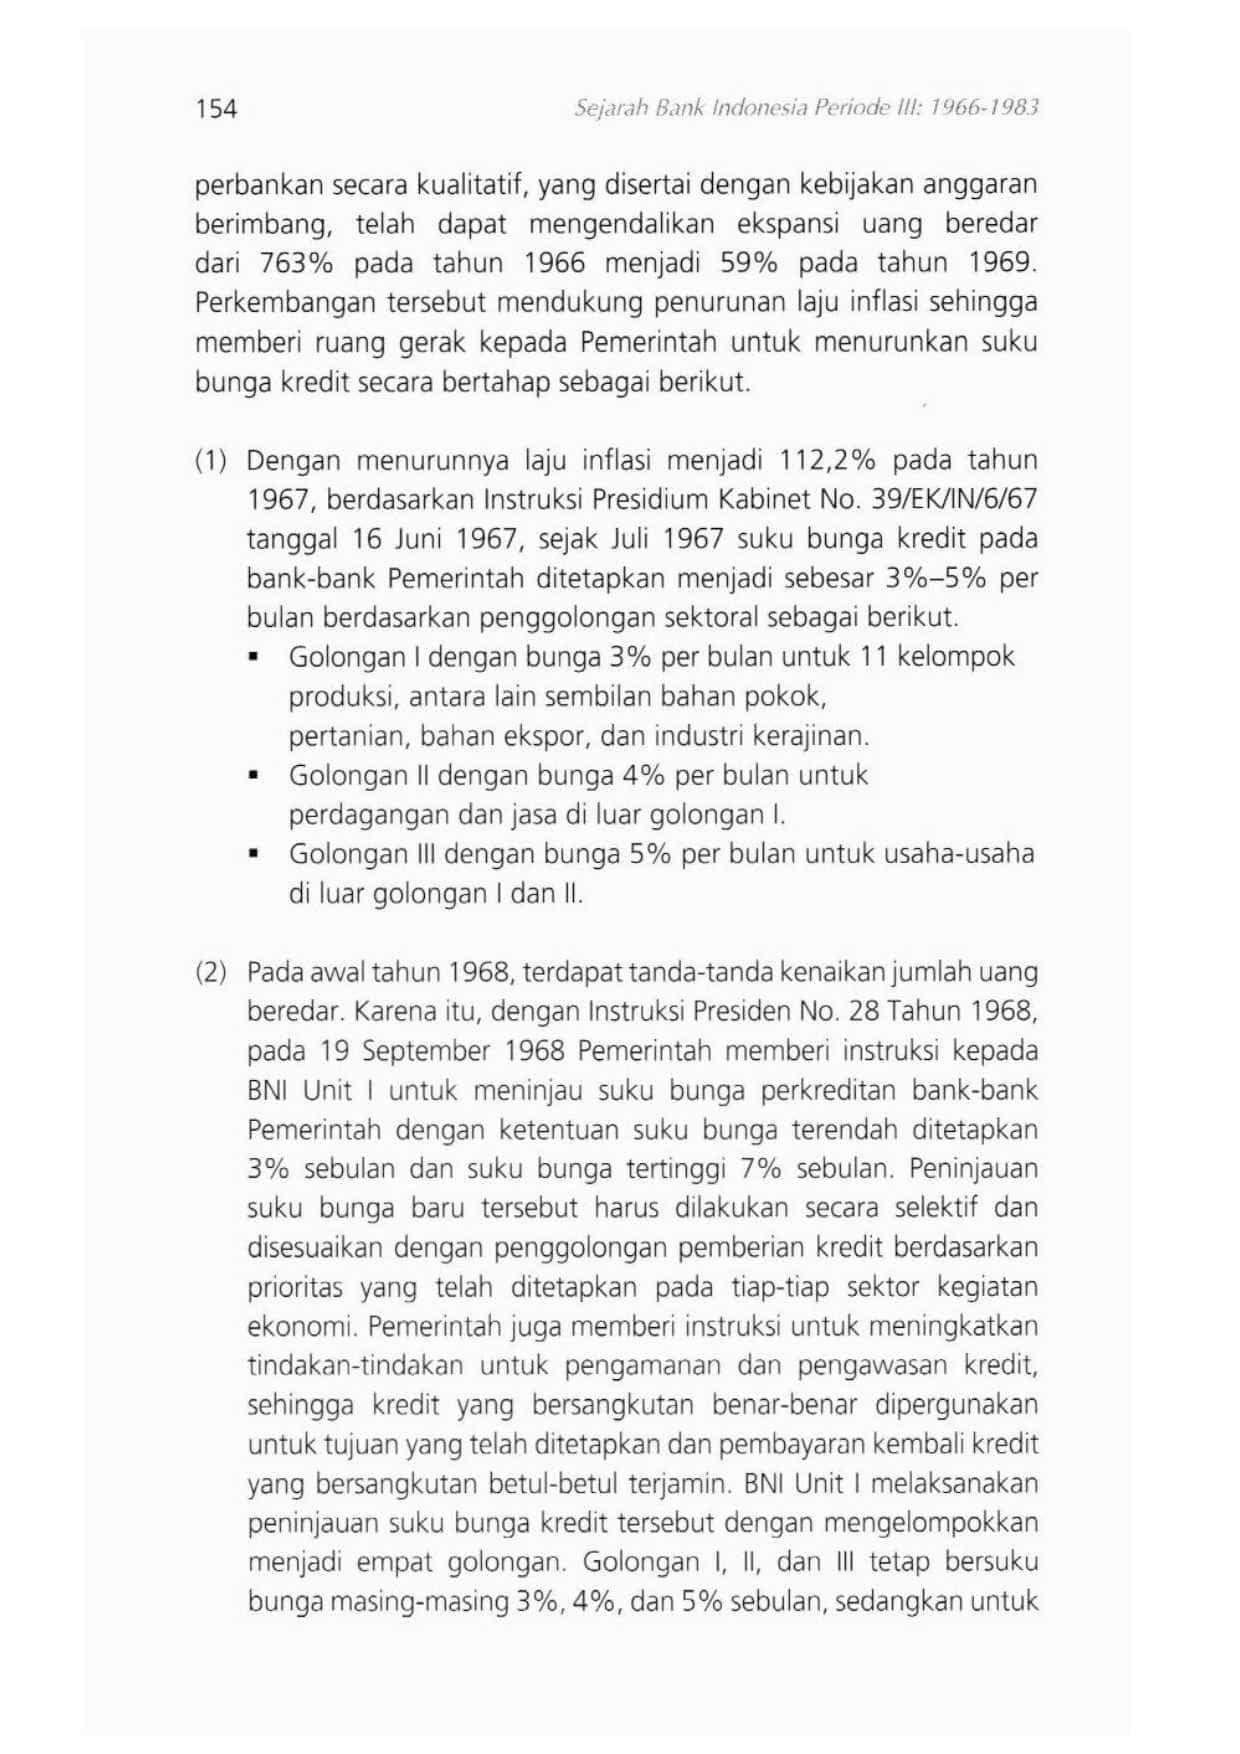 154
Sejarah Bank Indonesia Periode III: 1966-1983
perbankan secara kualitatif, yang disertai dengan kebijakan anggaran
berimbang, telah dapat mengendalikan ekspansi uang beredar
dari 763% pada tahun 1966 menjadi 59% pada tahun 1969.
Perkembangan tersebut mendukung penurunan laju inflasi sehingga
memberi ruang gerak kepada Pemerintah untuk menurunkan suku
bunga kredit secara bertahap sebagai berikut.
(1) Dengan menurunnya laju inflasi menjadi 112,2% pada tahun
1967, berdasarkan Instruksi Presidium Kabinet No. 39/EK/IN/6/67
tanggal 16 Juni 1967, sejak Juli 1967 suku bunga kredit pada
bank-bank Pemerintah ditetapkan menjadi sebesar 3%–5% per
bulan berdasarkan penggolongan sektoral sebagai berikut.
▪ Golongan I dengan bunga 3% per bulan untuk 11 kelompok
produksi, antara lain sembilan bahan pokok,
pertanian, bahan ekspor, dan industri kerajinan.
▪ Golongan II dengan bunga 4% per bulan untuk
perdagangan dan jasa di luar golongan I.
▪ Golongan III dengan bunga 5% per bulan untuk usaha-usaha
di luar golongan I dan II.
(2) Pada awal tahun 1968, terdapat tanda-tanda kenaikan jumlah uang
beredar. Karena itu, dengan Instruksi Presiden No. 28 Tahun 1968,
pada 19 September 1968 Pemerintah memberi instruksi kepada
BNI Unit I untuk meninjau suku bunga perkreditan bank-bank
Pemerintah dengan ketentuan suku bunga terendah ditetapkan
3% sebulan dan suku bunga tertinggi 7% sebulan. Peninjauan
suku bunga baru tersebut harus dilakukan secara selektif dan
disesuaikan dengan penggolongan pemberian kredit berdasarkan
prioritas yang telah ditetapkan pada tiap-tiap sektor kegiatan
ekonomi. Pemerintah juga memberi instruksi untuk meningkatkan
tindakan-tindakan untuk pengamanan dan pengawasan kredit,
sehingga kredit yang bersangkutan benar-benar dipergunakan
untuk tujuan yang telah ditetapkan dan pembayaran kembali kredit
yang bersangkutan betul-betul terjamin. BNI Unit I melaksanakan
peninjauan suku bunga kredit tersebut dengan mengelompokkan
menjadi empat golongan. Golongan I, II, dan III tetap bersuku
bunga masing-masing 3%, 4%, dan 5% sebulan, sedangkan untuk